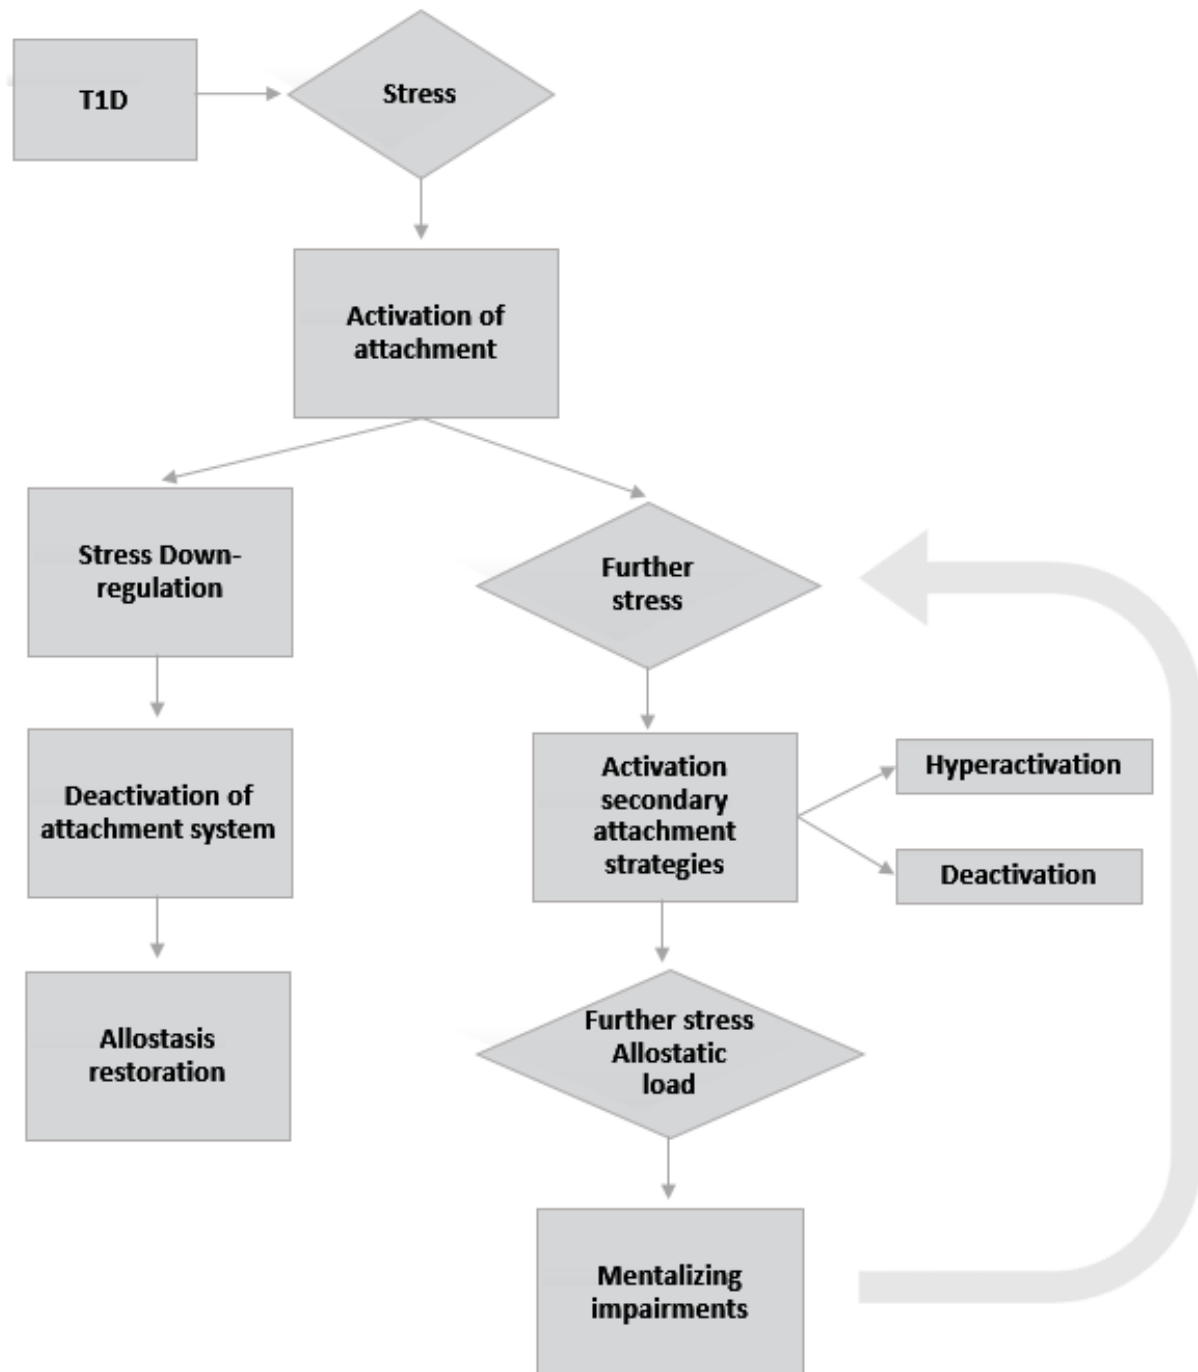 T1D
Stress
Activation of
attachment
Stress Down-
regulation
Further
stress
Deactivation of
attachment system
Activation
secondary
attachment
strategies
Hyperactivation
Deactivation
Allostasis
restoration
Further stress
Allostatic
load
Mentalizing
impairments